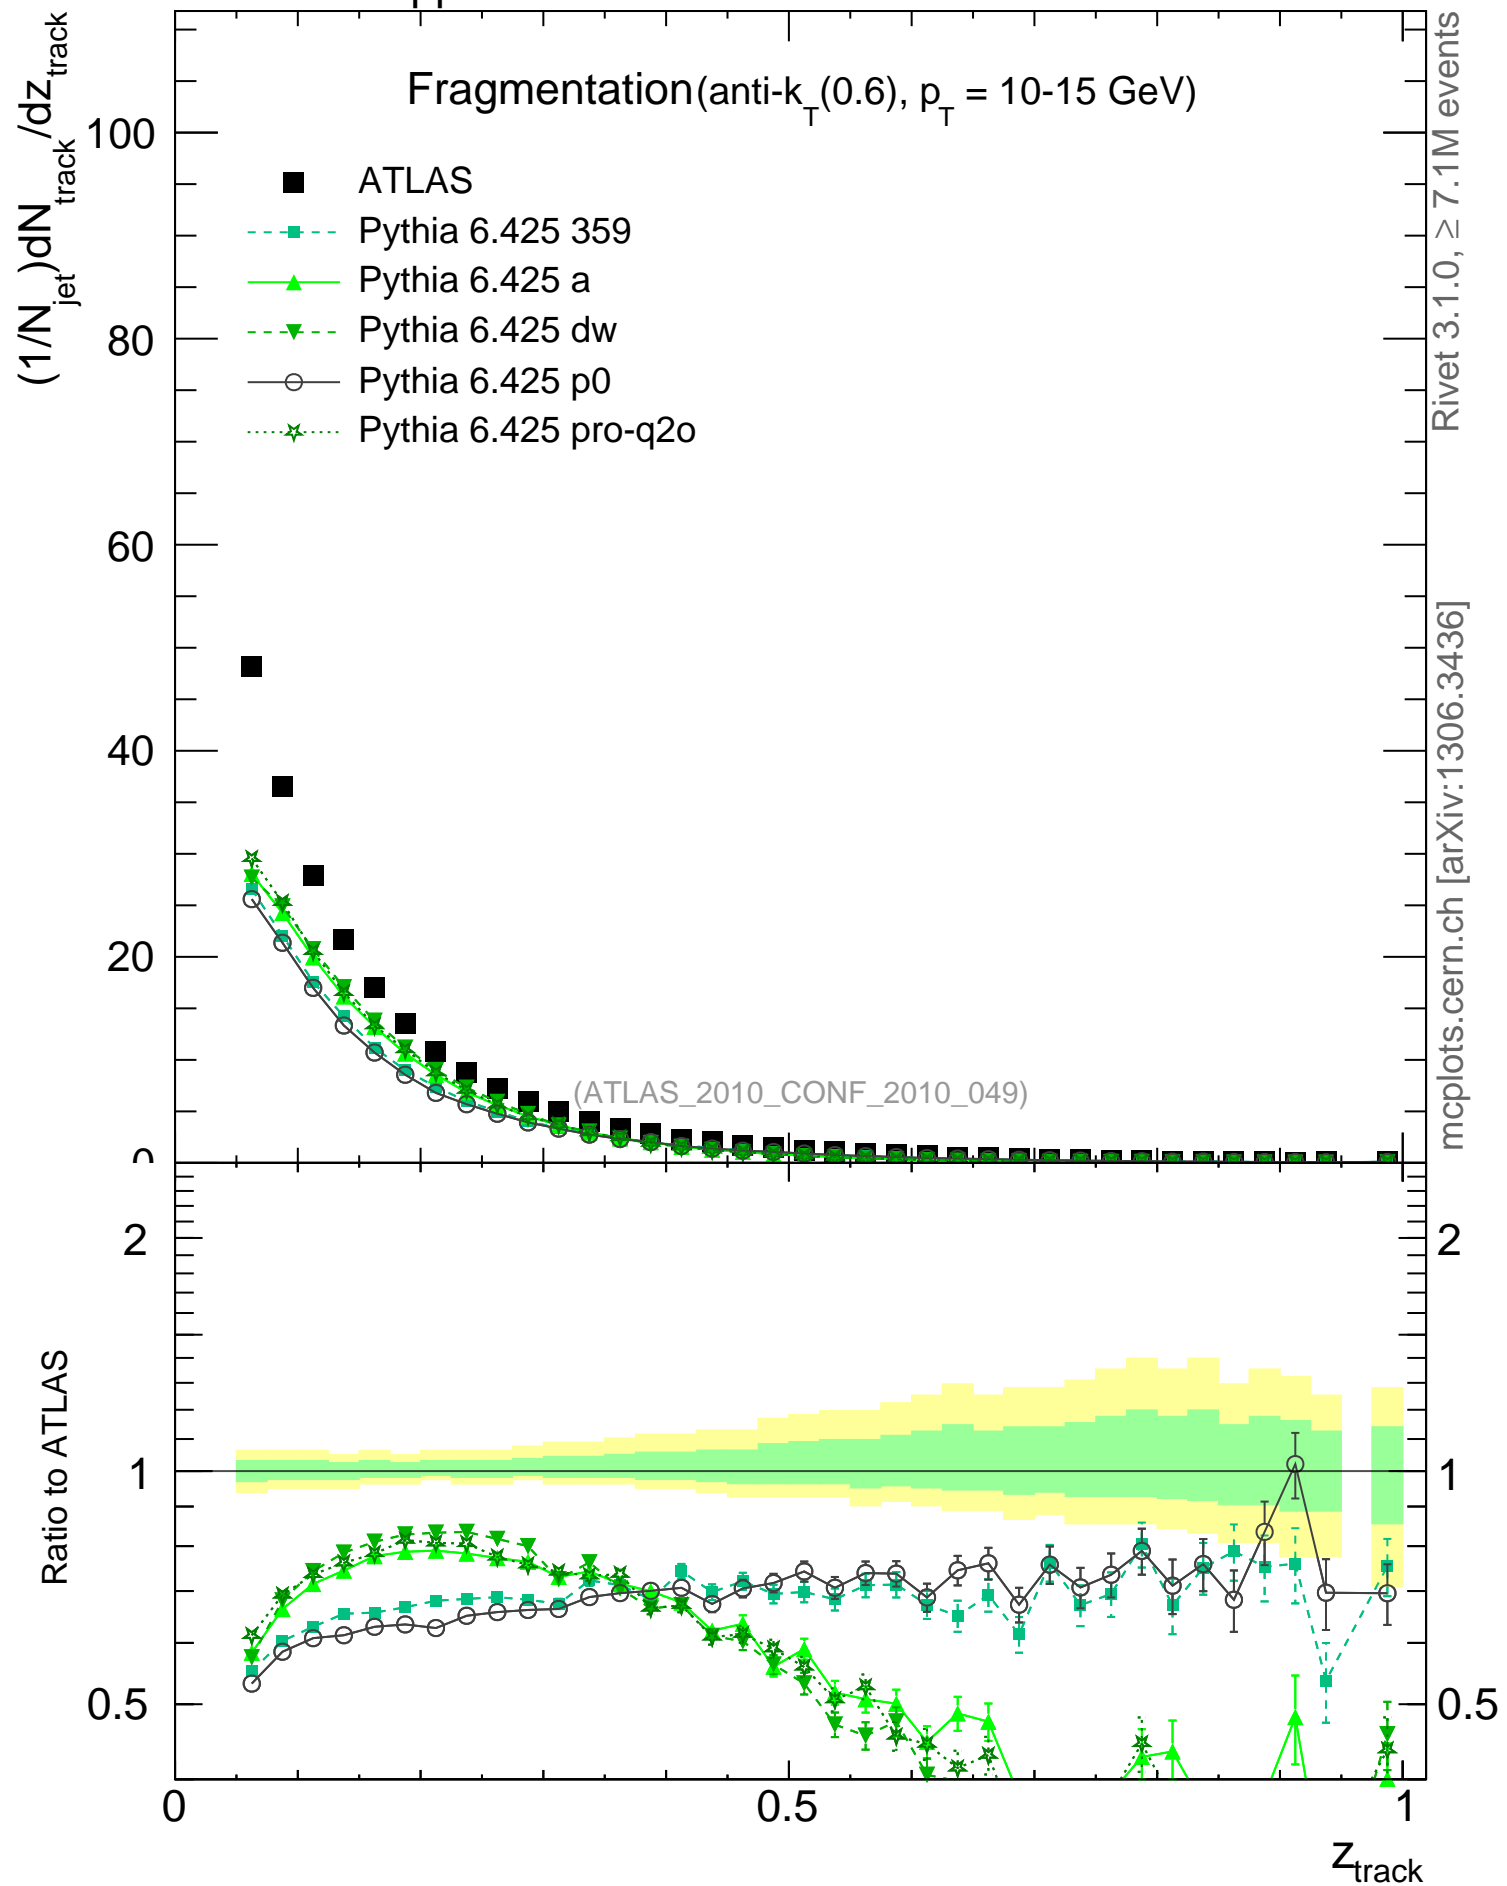 Fragmentation (anti-k_T(0.6), p_T = 10-15 GeV)
(1/N_jet)dN_track/dz_track
ATLAS
Pythia 6.425 359
Pythia 6.425 a
Pythia 6.425 dw
Pythia 6.425 p0
Pythia 6.425 pro-q2o
100
80
60
40
20
0
(ATLAS_2010_CONF_2010_049)
Rivet 3.1.0, ≥ 7.1M events
mcplots.cern.ch [arXiv:1306.3436]
Ratio to ATLAS
2
1
0.5
2
1
0.5
0
0.5
1
z_track